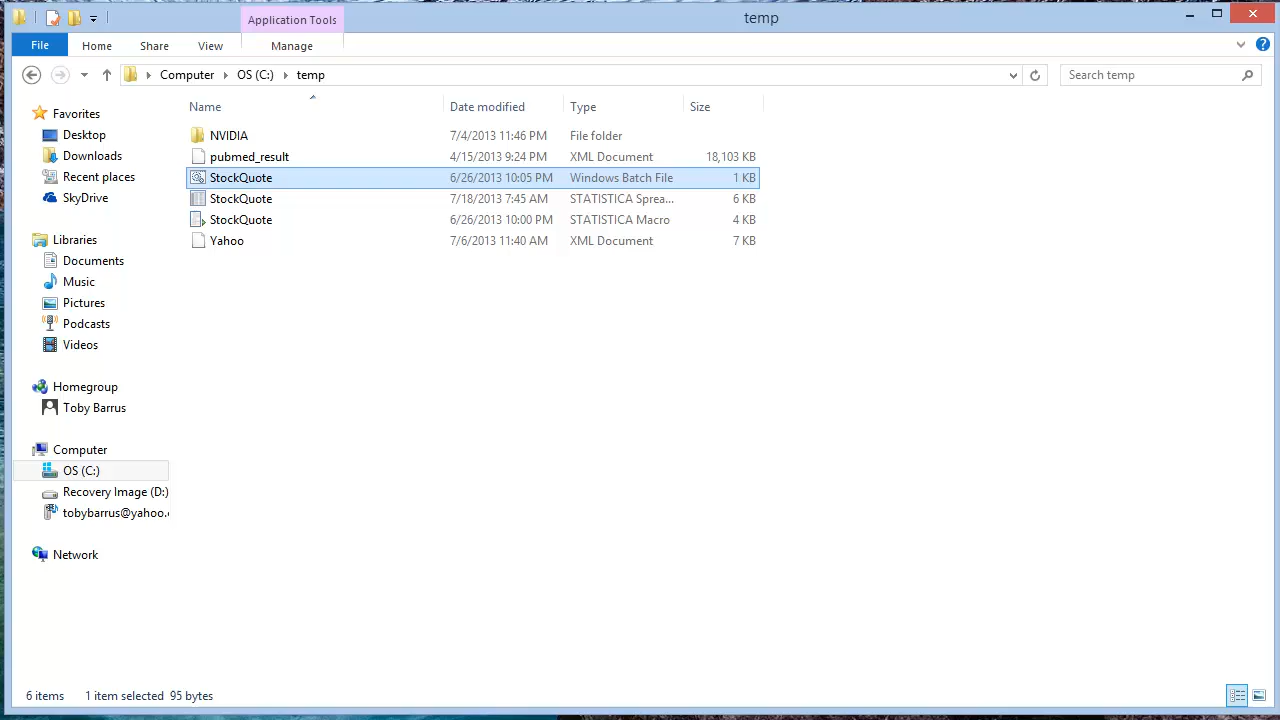 Application Tools
temp
File Home Share View Manage
Computer OS (C:) temp
Search temp
Name Date modified Type Size
Favorites
Desktop
Downloads
Recent places
SkyDrive
Libraries
Documents
Music
Pictures
Podcasts
Videos
Homegroup
Toby Barrus
Computer
OS (C:)
Recovery Image (D:)
tobybarrus@yahoo.c
Network
NVIDIA 7/4/2013 11:46 PM File folder
pubmed_result 4/15/2013 9:24 PM XML Document 18,103 KB
StockQuote 6/26/2013 10:05 PM Windows Batch File 1 KB
StockQuote 7/18/2013 7:45 AM STATISTICA Sprea... 6 KB
StockQuote 6/26/2013 10:00 PM STATISTICA Macro 4 KB
Yahoo 7/6/2013 11:40 AM XML Document 7 KB
6 items 1 item selected 95 bytes